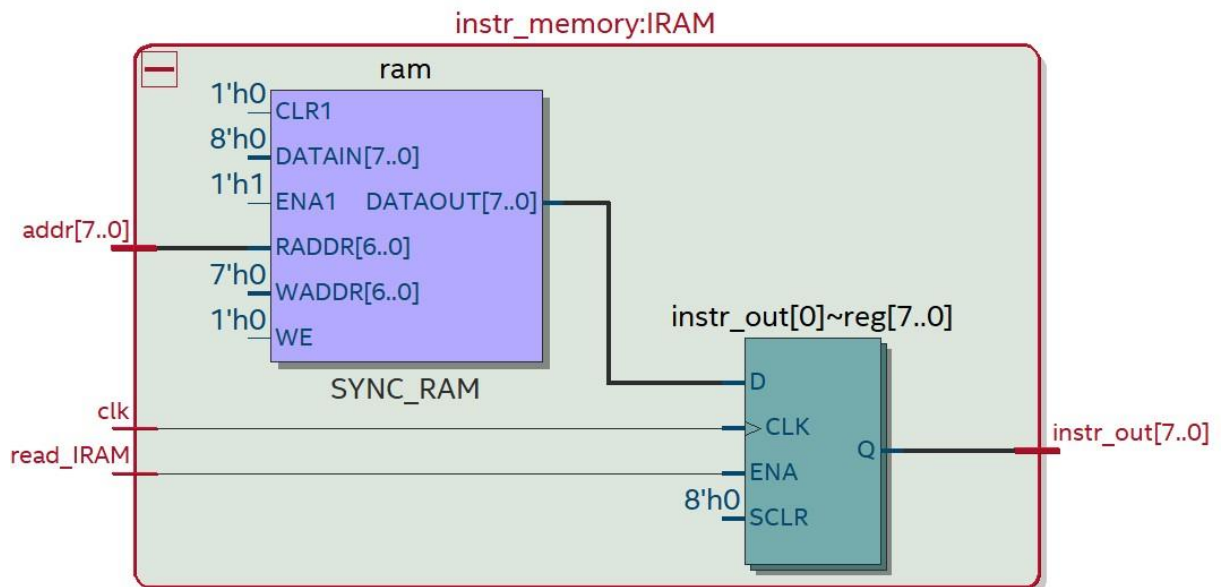 instr_memory:IRAM
ram
1'h0
CLR1
8'h0
DATAIN[7..0]
1'h1
ENA1
DATAOUT[7..0]
addr[7..0]
RADDR[6..0]
7'h0
WADDR[6..0]
1'h0
WE
SYNC_RAM
instr_out[0]~reg[7..0]
D
clk
CLK
read_IRAM
ENA
Q
instr_out[7..0]
8'h0
SCLR